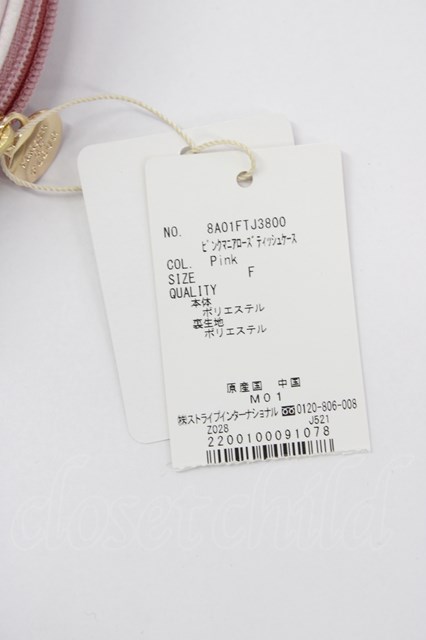 NO. 8A01FTJ3800
ﾋﾟﾝｸﾏﾆｱﾛｰｽﾞﾃｨｯｼｭｹｰｽ
COL. Pink
SIZE F
QUALITY
本体
ポリエステル
裏生地
ポリエステル
原産国 中国
M01
㈱ストライプインターナショナル 0120-806-008
Z028 J521
2200100091078
closet child